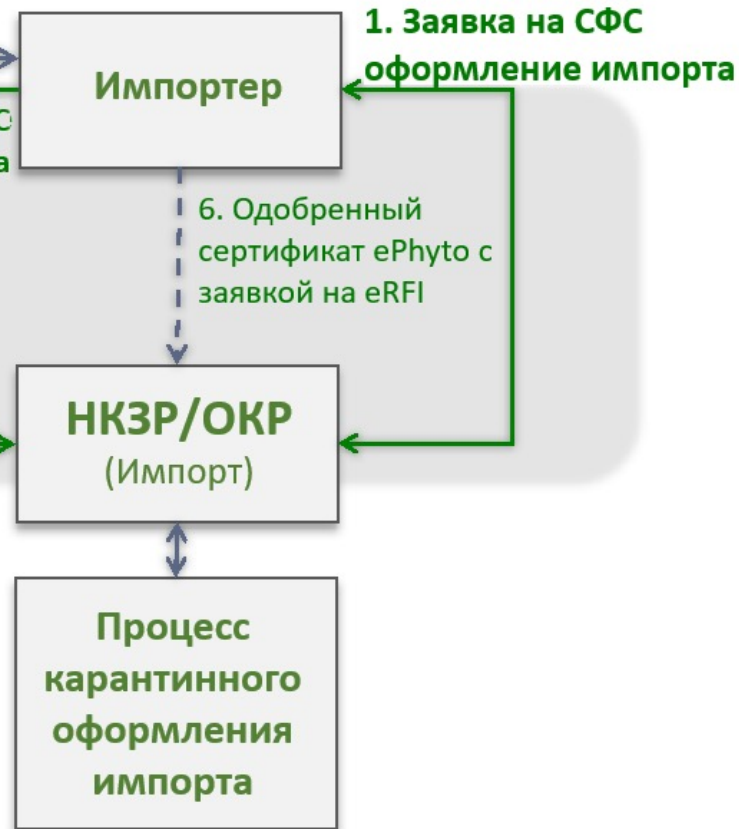 1. Заявка на СФС
оформление импорта
Импортер
6. Одобренный
сертификат ePhyto с
заявкой на eRFI
НКЗР/ОКР
(Импорт)
Процесс
карантинного
оформления
импорта